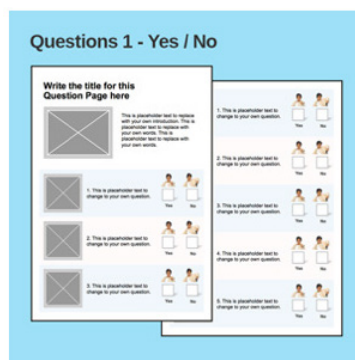 Questions 1 - Yes / No
Write the title for this
Question Page here
This is placeholder text to replace
with your own introduction. This is
placeholder text to replace with
your own words. This is
placeholder text to replace with
your own words.
1. This is placeholder text to
change to your own question.
Yes No
2. This is placeholder text to
change to your own question.
Yes No
3. This is placeholder text to
change to your own question.
Yes No
1. This is placeholder text to
change to your own question.
Yes No
2. This is placeholder text to
change to your own question.
Yes No
3. This is placeholder text to
change to your own question.
Yes No
4. This is placeholder text to
change to your own question.
Yes No
5. This is placeholder text to
change to your own question.
Yes No